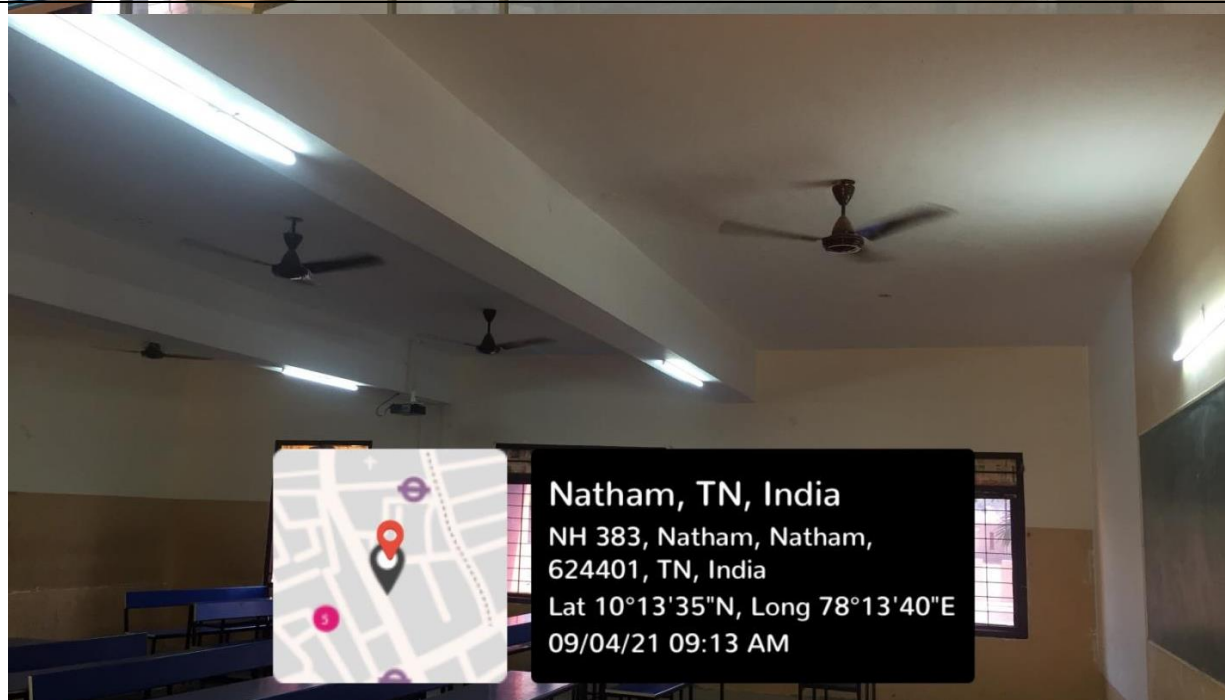 Natham, TN, India
NH 383, Natham, Natham,
624401, TN, India
Lat 10°13'35"N, Long 78°13'40"E
09/04/21 09:13 AM
5